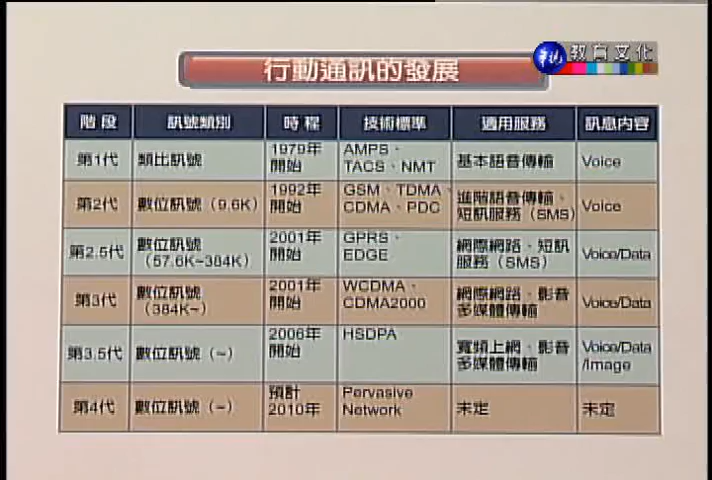 華視
教育文化
行動通訊的發展
階段 訊號類別 時程 技術標準 適用服務 訊息內容
第1代 類比訊號 1979年開始 AMPS、TACS、NMT 基本語音傳輸 Voice
第2代 數位訊號(9.6K) 1992年開始 GSM、TDMA、CDMA、PDC 進階語音傳輸、短訊服務(SMS) Voice
第2.5代 數位訊號(57.6K~384K) 2001年開始 GPRS、EDGE 網際網路、短訊服務(SMS) Voice/Data
第3代 數位訊號(384K~) 2001年開始 WCDMA、CDMA2000 網際網路、影音多媒體傳輸 Voice/Data
第3.5代 數位訊號(~) 2006年開始 HSDPA 寬頻上網、影音多媒體傳輸 Voice/Data/Image
第4代 數位訊號(~) 預計2010年 Pervasive Network 未定 未定